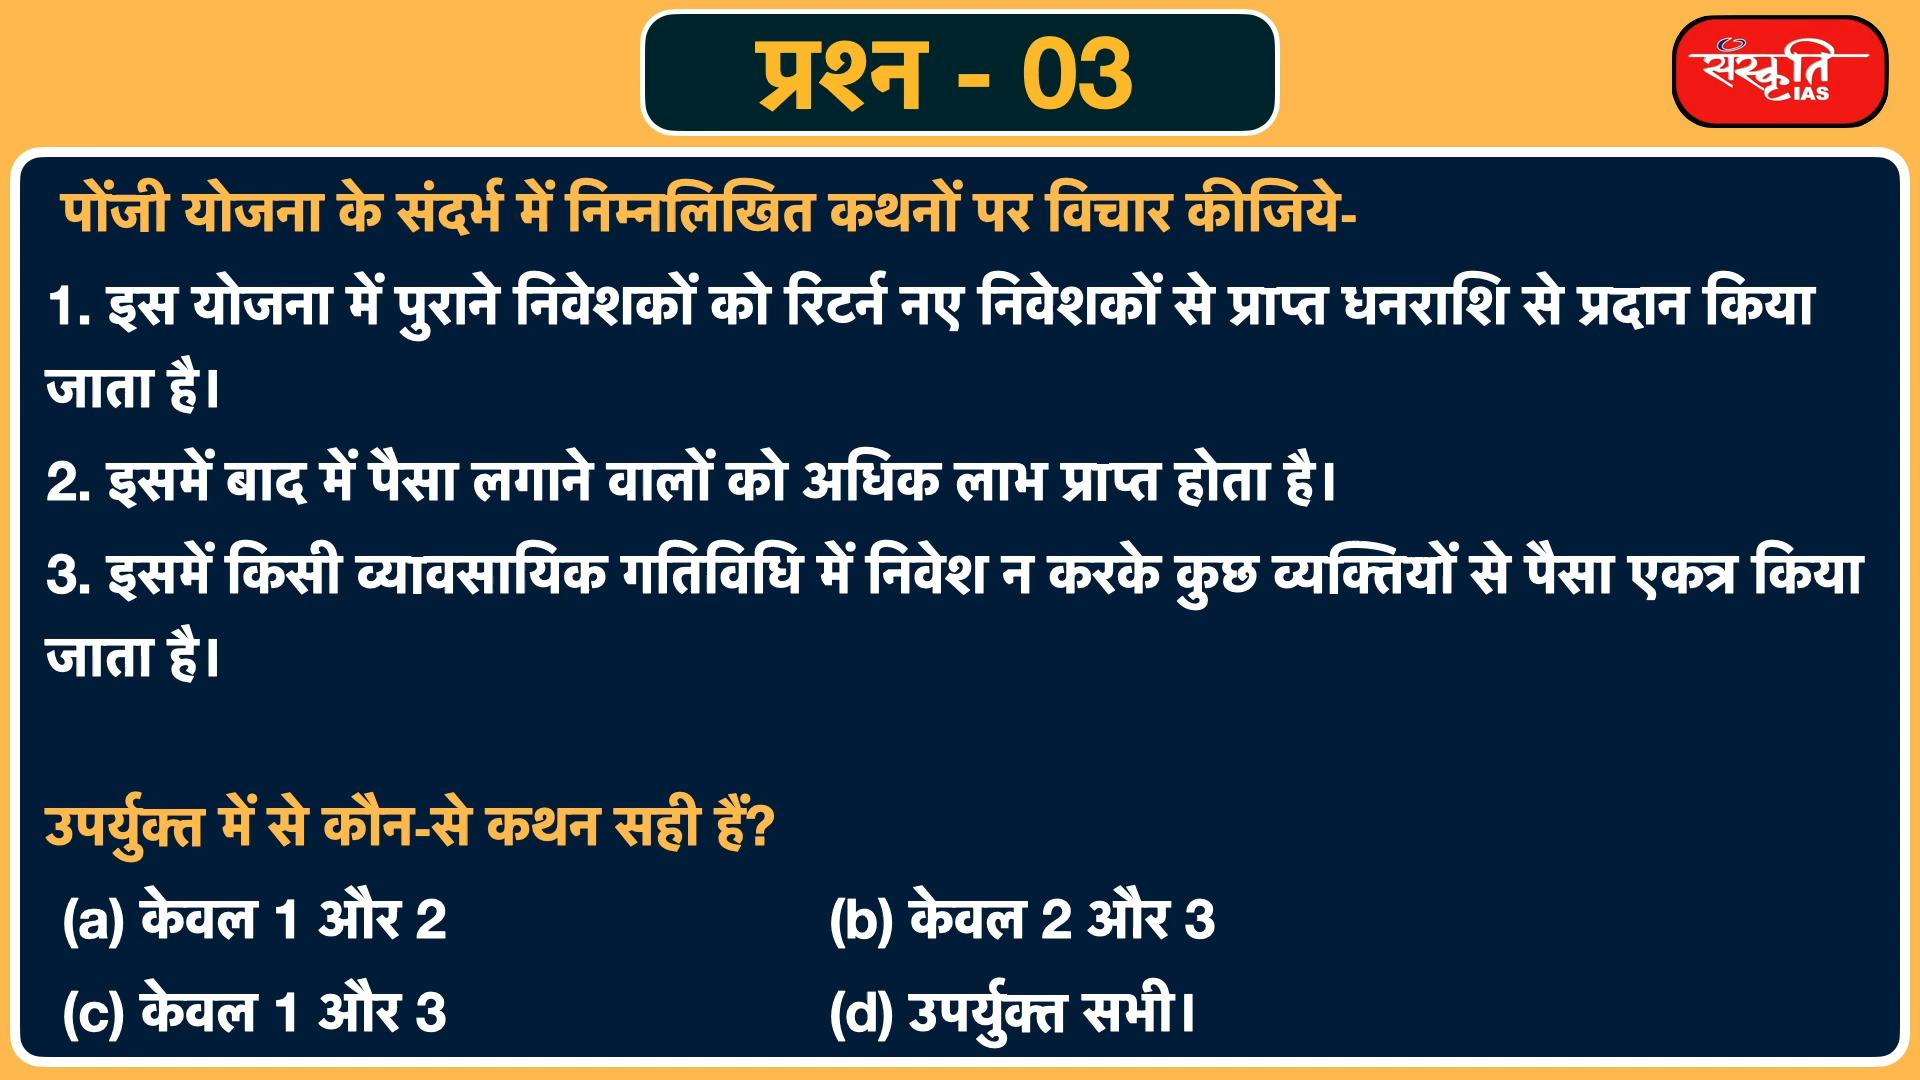 प्रश्न - 03
संस्कृति
IAS
पोंजी योजना के संदर्भ में निम्नलिखित कथनों पर विचार कीजिये-
1. इस योजना में पुराने निवेशकों को रिटर्न नए निवेशकों से प्राप्त धनराशि से प्रदान किया
जाता है।
2. इसमें बाद में पैसा लगाने वालों को अधिक लाभ प्राप्त होता है।
3. इसमें किसी व्यावसायिक गतिविधि में निवेश न करके कुछ व्यक्तियों से पैसा एकत्र किया
जाता है।
उपर्युक्त में से कौन-से कथन सही हैं?
(a) केवल 1 और 2 (b) केवल 2 और 3
(c) केवल 1 और 3 (d) उपर्युक्त सभी।